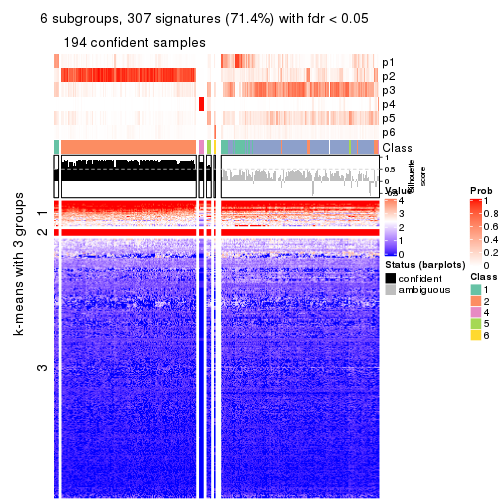 6 subgroups, 307 signatures (71.4%) with fdr < 0.05
194 confident samples
p1
p2
p3
p4
p5
p6
Class
1
0.5
0
Silhouette
score
k-means with 3 groups
1
2
3
Value
4
3
2
1
0
Status (barplots)
confident
ambiguous
Prob
1
0.8
0.6
0.4
0.2
0
Class
1
2
4
5
6